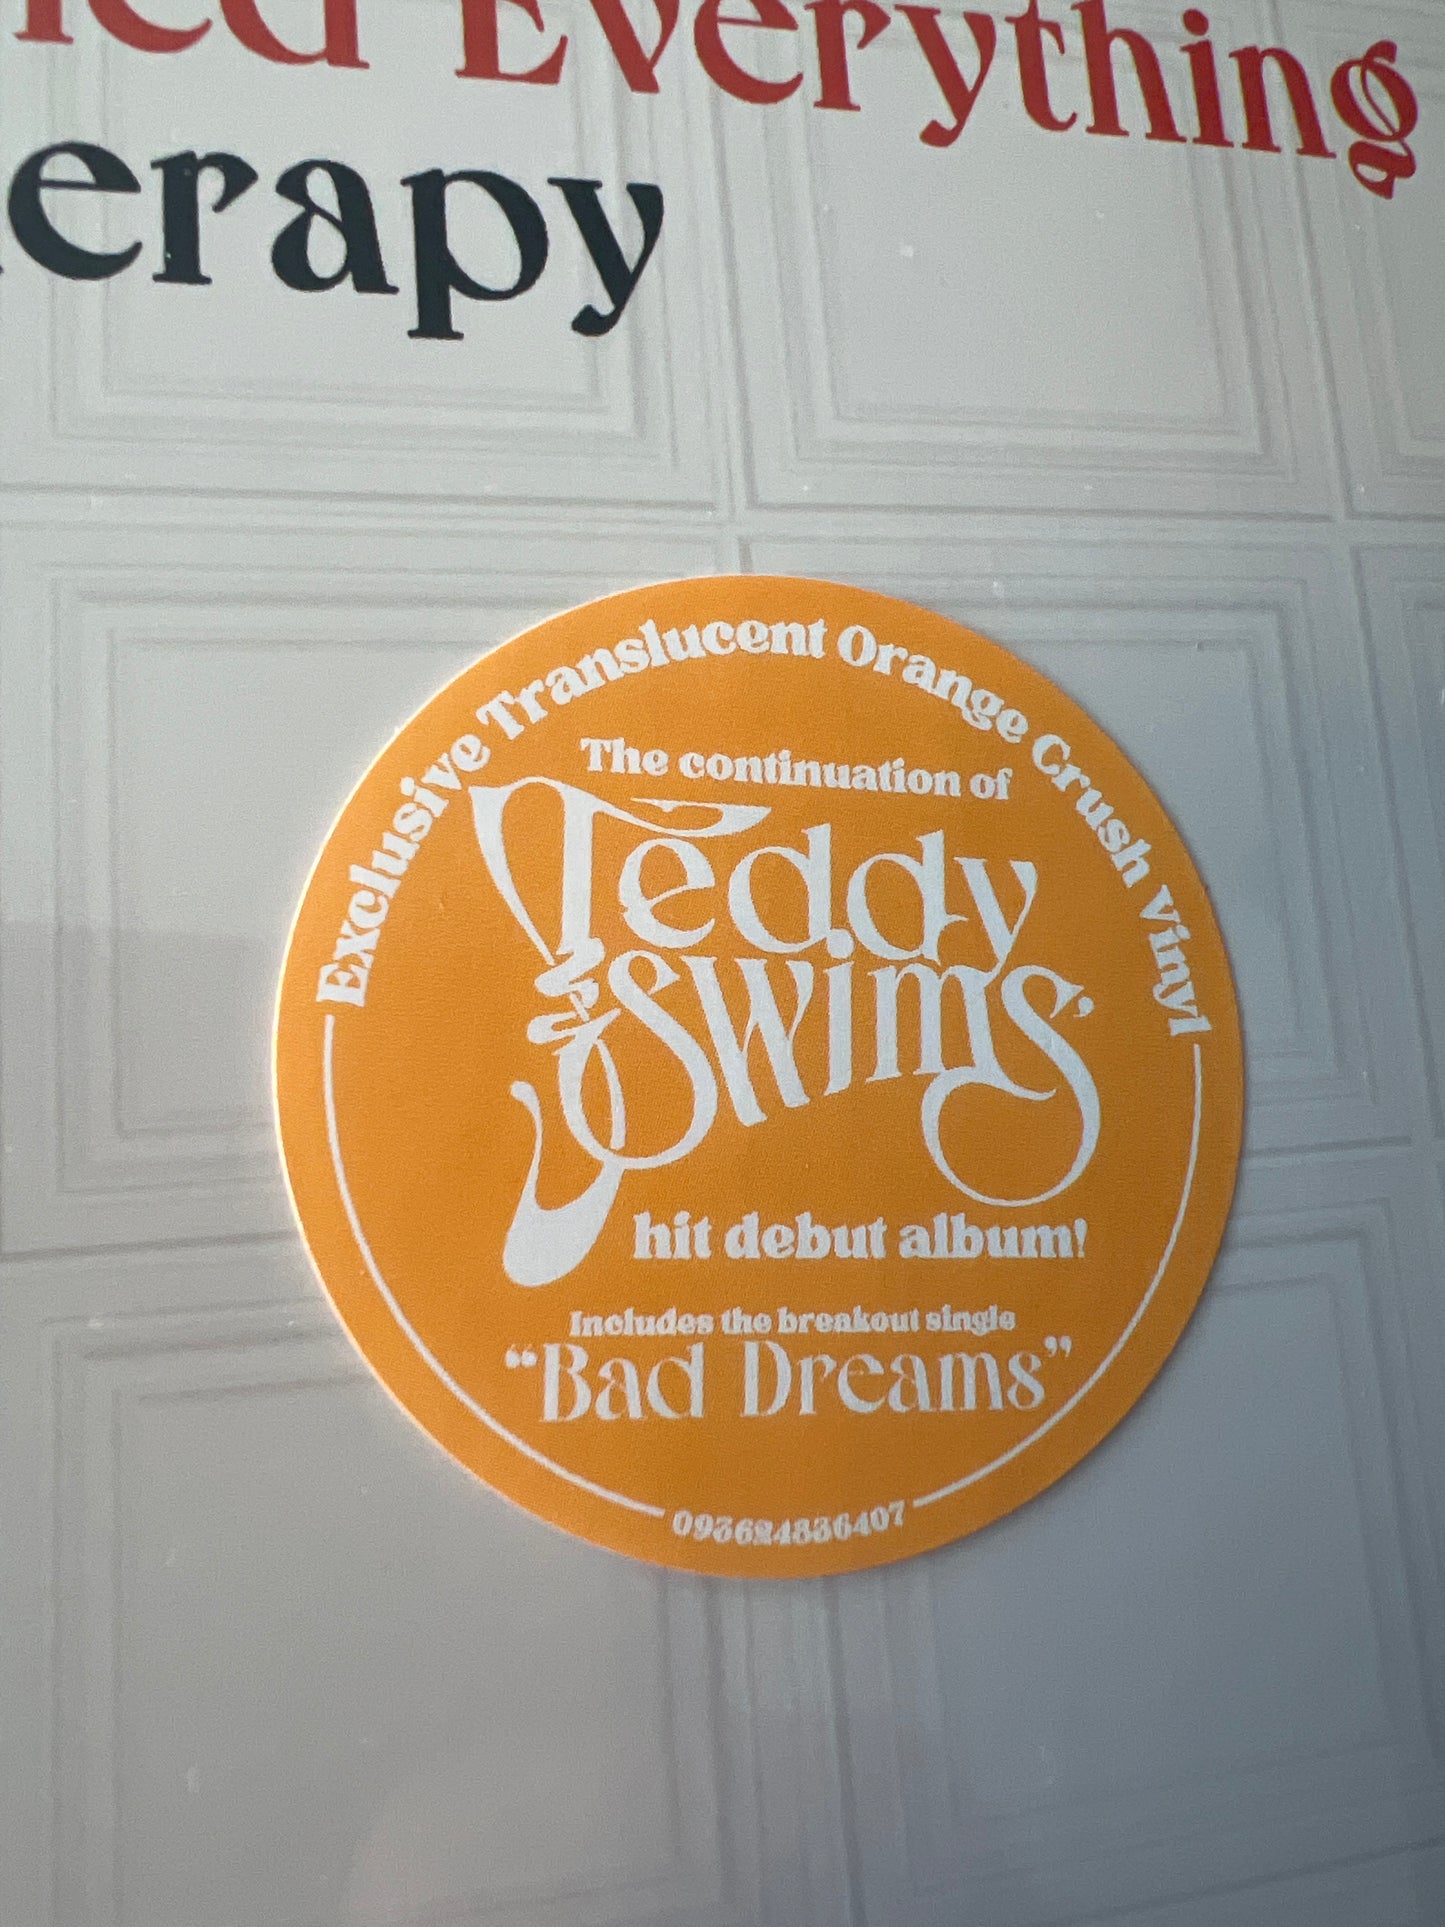 ied Everything
erapy
Exclusive Translucent Orange Crush vinyl
The continuation of
Teddy
Swims'
hit debut album!
Includes the breakout single
“Bad Dreams”
093624836407